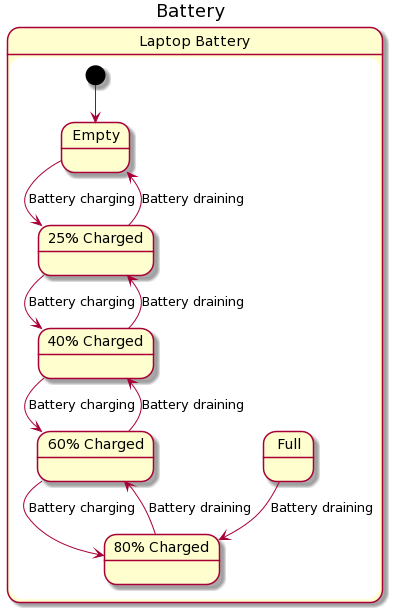 Battery
Laptop Battery
Empty
Battery charging
Battery draining
25% Charged
Battery charging
Battery draining
40% Charged
Battery charging
Battery draining
60% Charged
Full
Battery charging
Battery draining
Battery draining
80% Charged